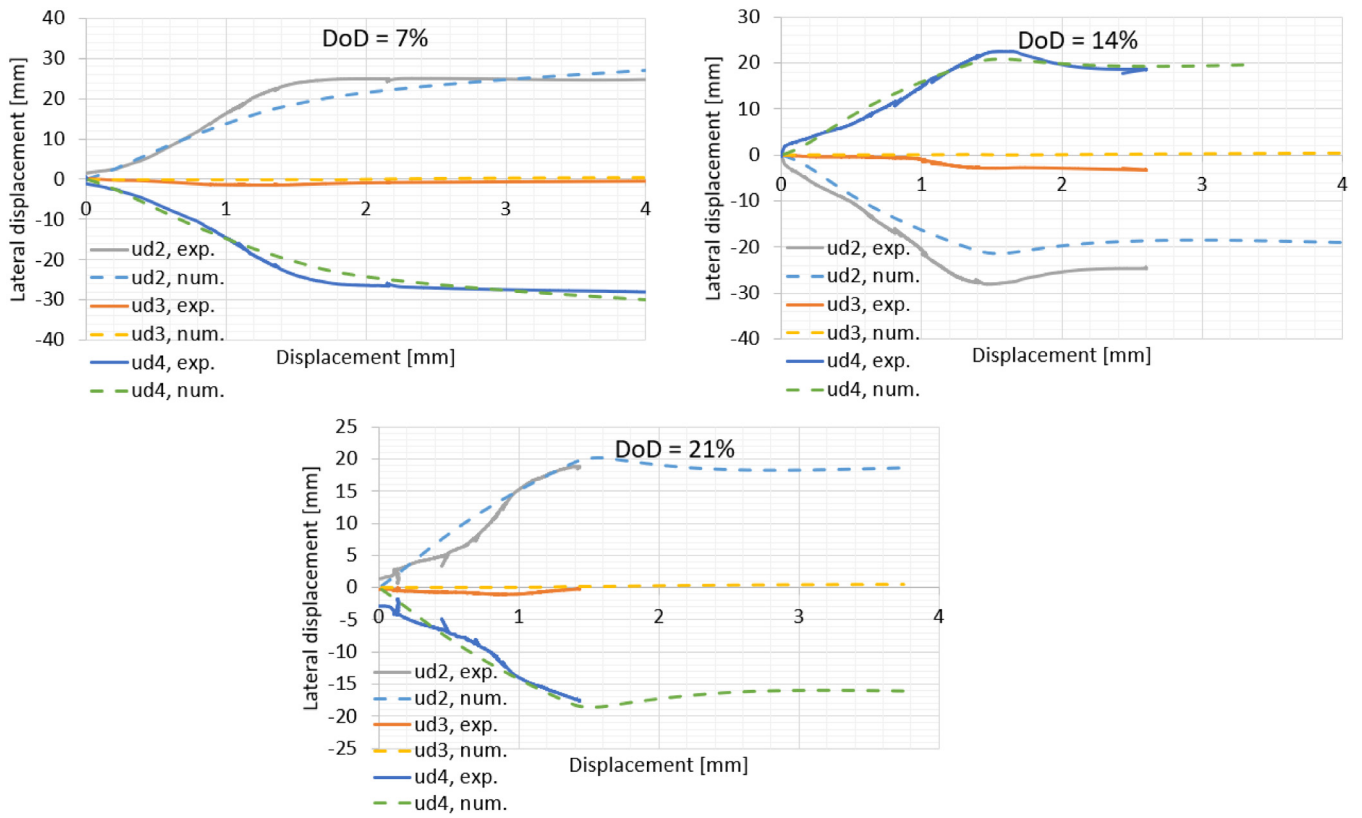 DoD = 7%
Lateral displacement [mm]
40
30
20
10
0
-10
-20
-30
-40
0
1
2
3
4
Displacement [mm]
ud2, exp.
ud2, num.
ud3, exp.
ud3, num.
ud4, exp.
ud4, num.
DoD = 14%
Lateral displacement [mm]
30
20
10
0
-10
-20
-30
-40
0
1
2
3
4
Displacement [mm]
ud2, exp.
ud2, num.
ud3, exp.
ud3, num.
ud4, exp.
ud4, num.
DoD = 21%
Lateral displacement [mm]
25
20
15
10
5
0
-5
-10
-15
-20
-25
0
1
2
3
4
Displacement [mm]
ud2, exp.
ud2, num.
ud3, exp.
ud3, num.
ud4, exp.
ud4, num.